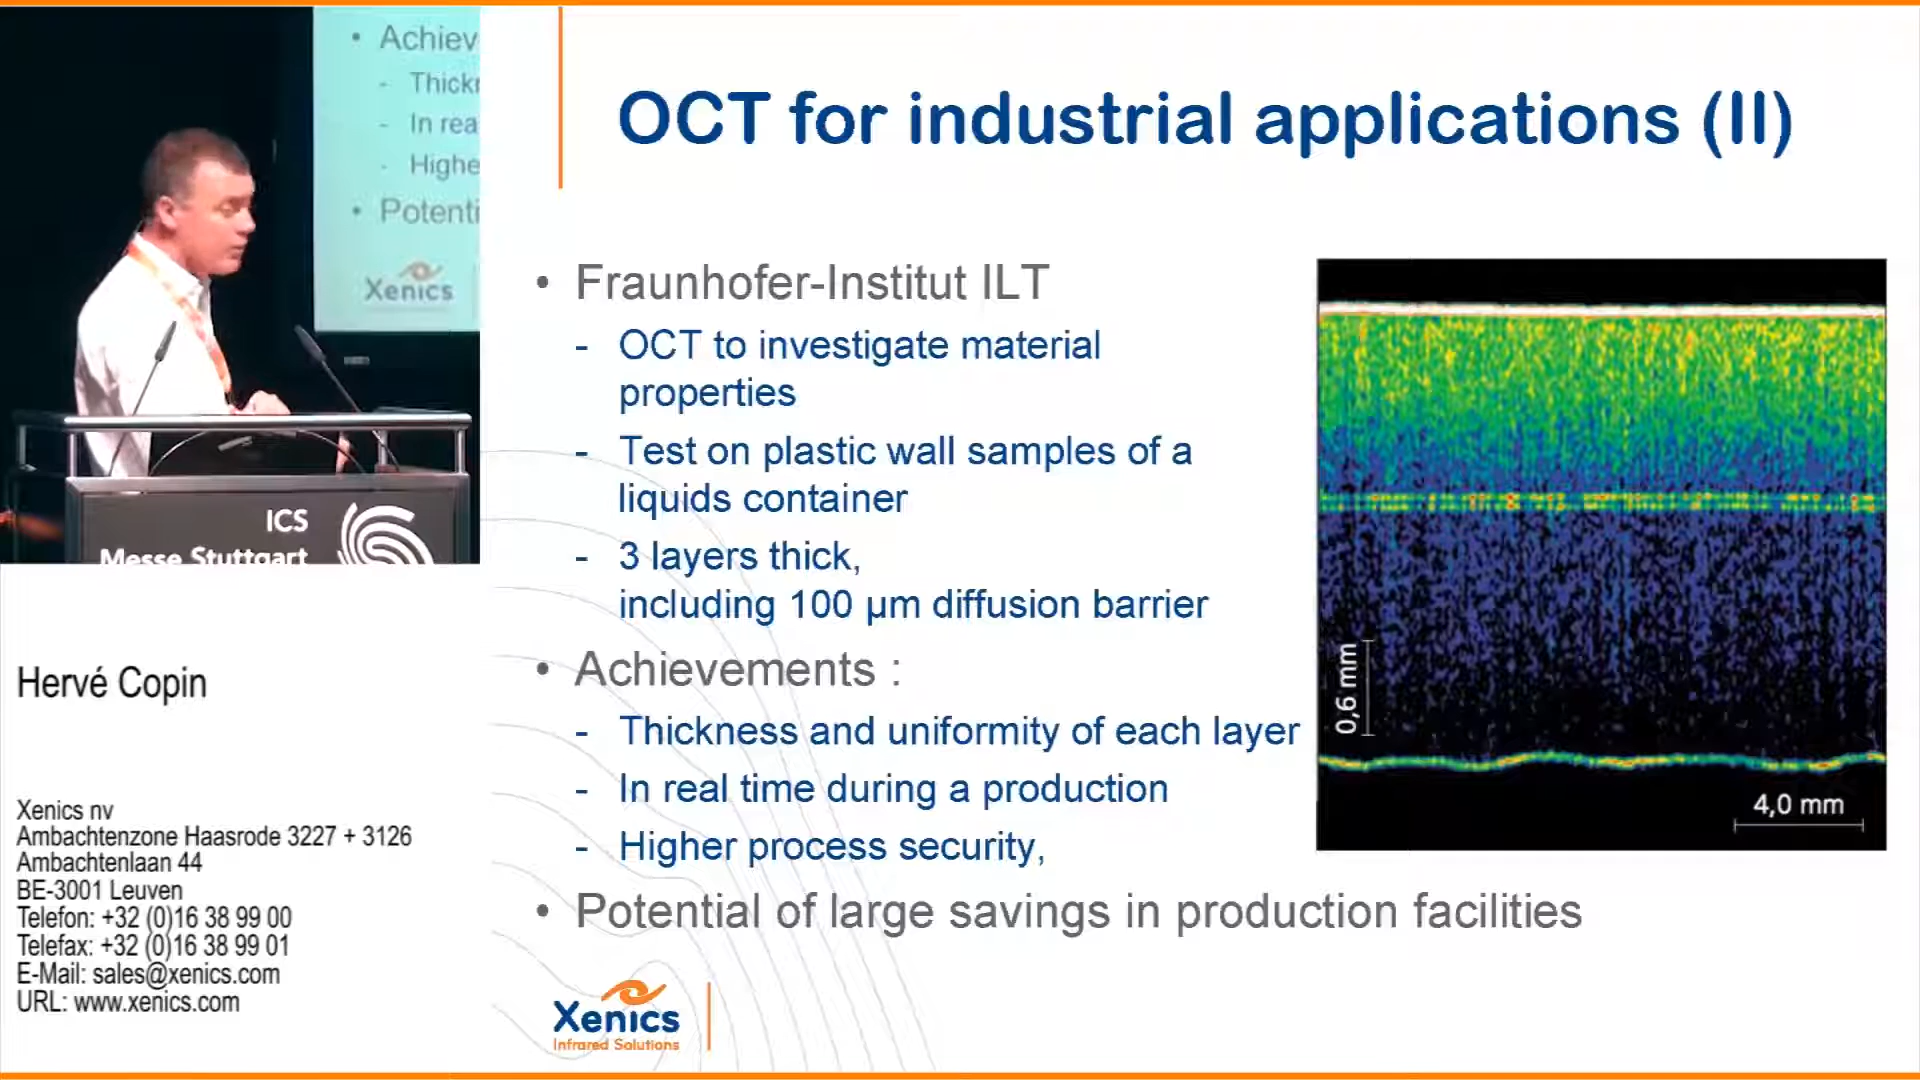 Achiev
- Thick
- In rea
- Highe
Potenti
Xenics
ICS
Messe Stuttgart
Hervé Copin
Xenics nv
Ambachtenzone Haasrode 3227 + 3126
Ambachtenlaan 44
BE-3001 Leuven
Telefon: +32 (0)16 38 99 00
Telefax: +32 (0)16 38 99 01
E-Mail: sales@xenics.com
URL: www.xenics.com
OCT for industrial applications (II)
• Fraunhofer-Institut ILT
- OCT to investigate material
properties
- Test on plastic wall samples of a
liquids container
- 3 layers thick,
including 100 µm diffusion barrier
• Achievements :
- Thickness and uniformity of each layer
- In real time during a production
- Higher process security,
• Potential of large savings in production facilities
0,6 mm
4,0 mm
Xenics
Infrared Solutions